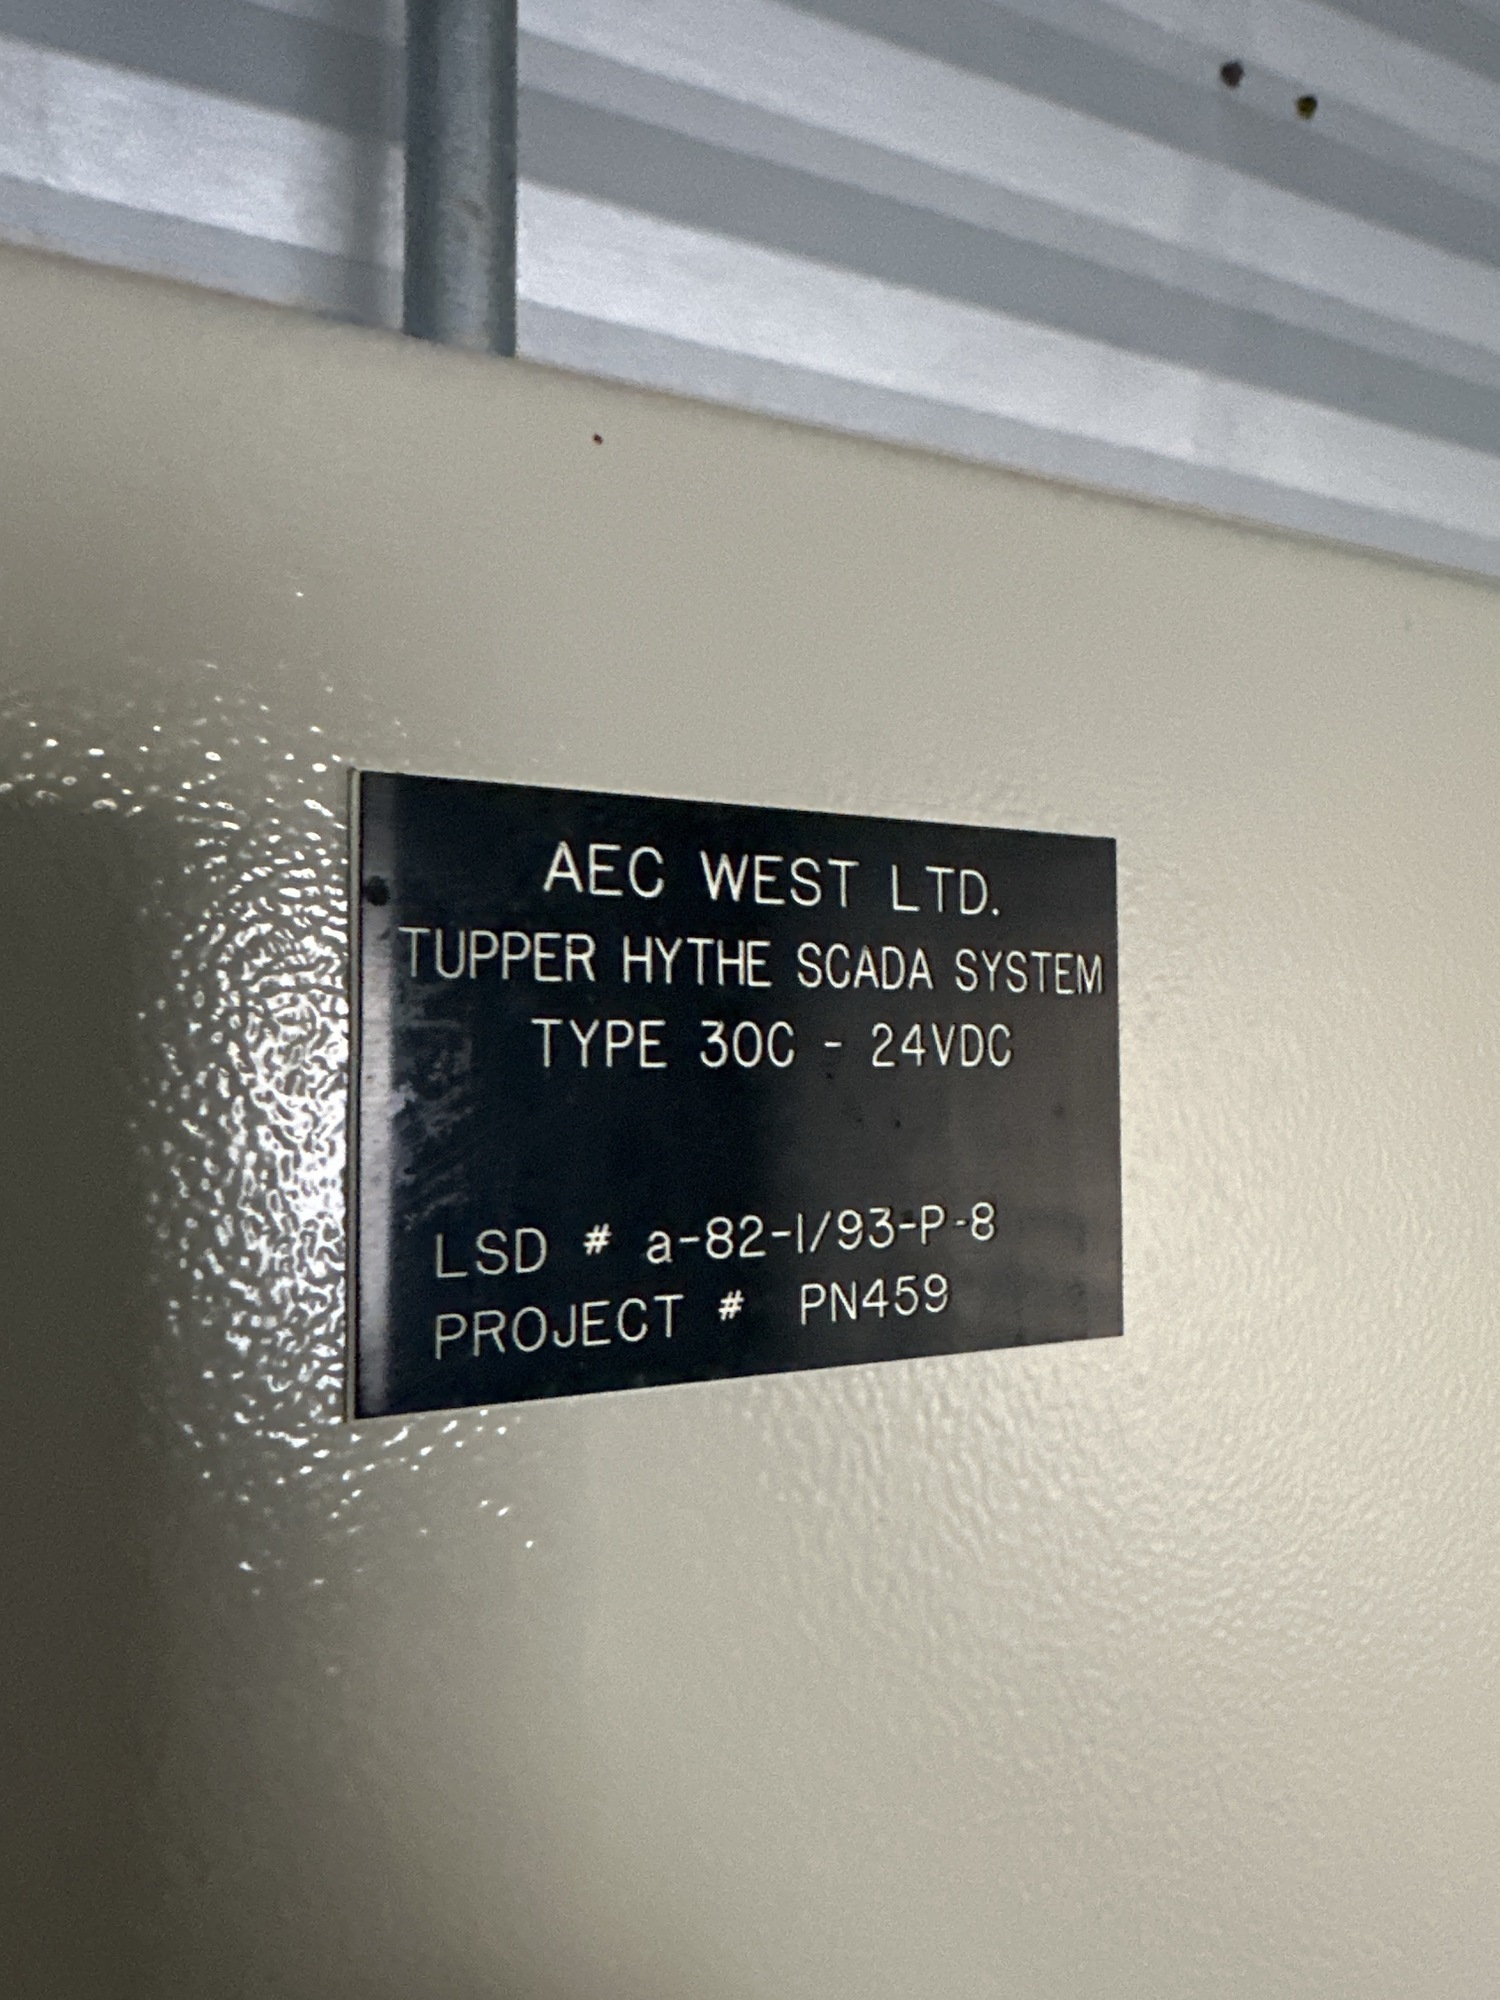 AEC WEST LTD.
TUPPER HYTHE SCADA SYSTEM
TYPE 30C - 24VDC
LSD # a-82-I/93-P-8
PROJECT # PN459